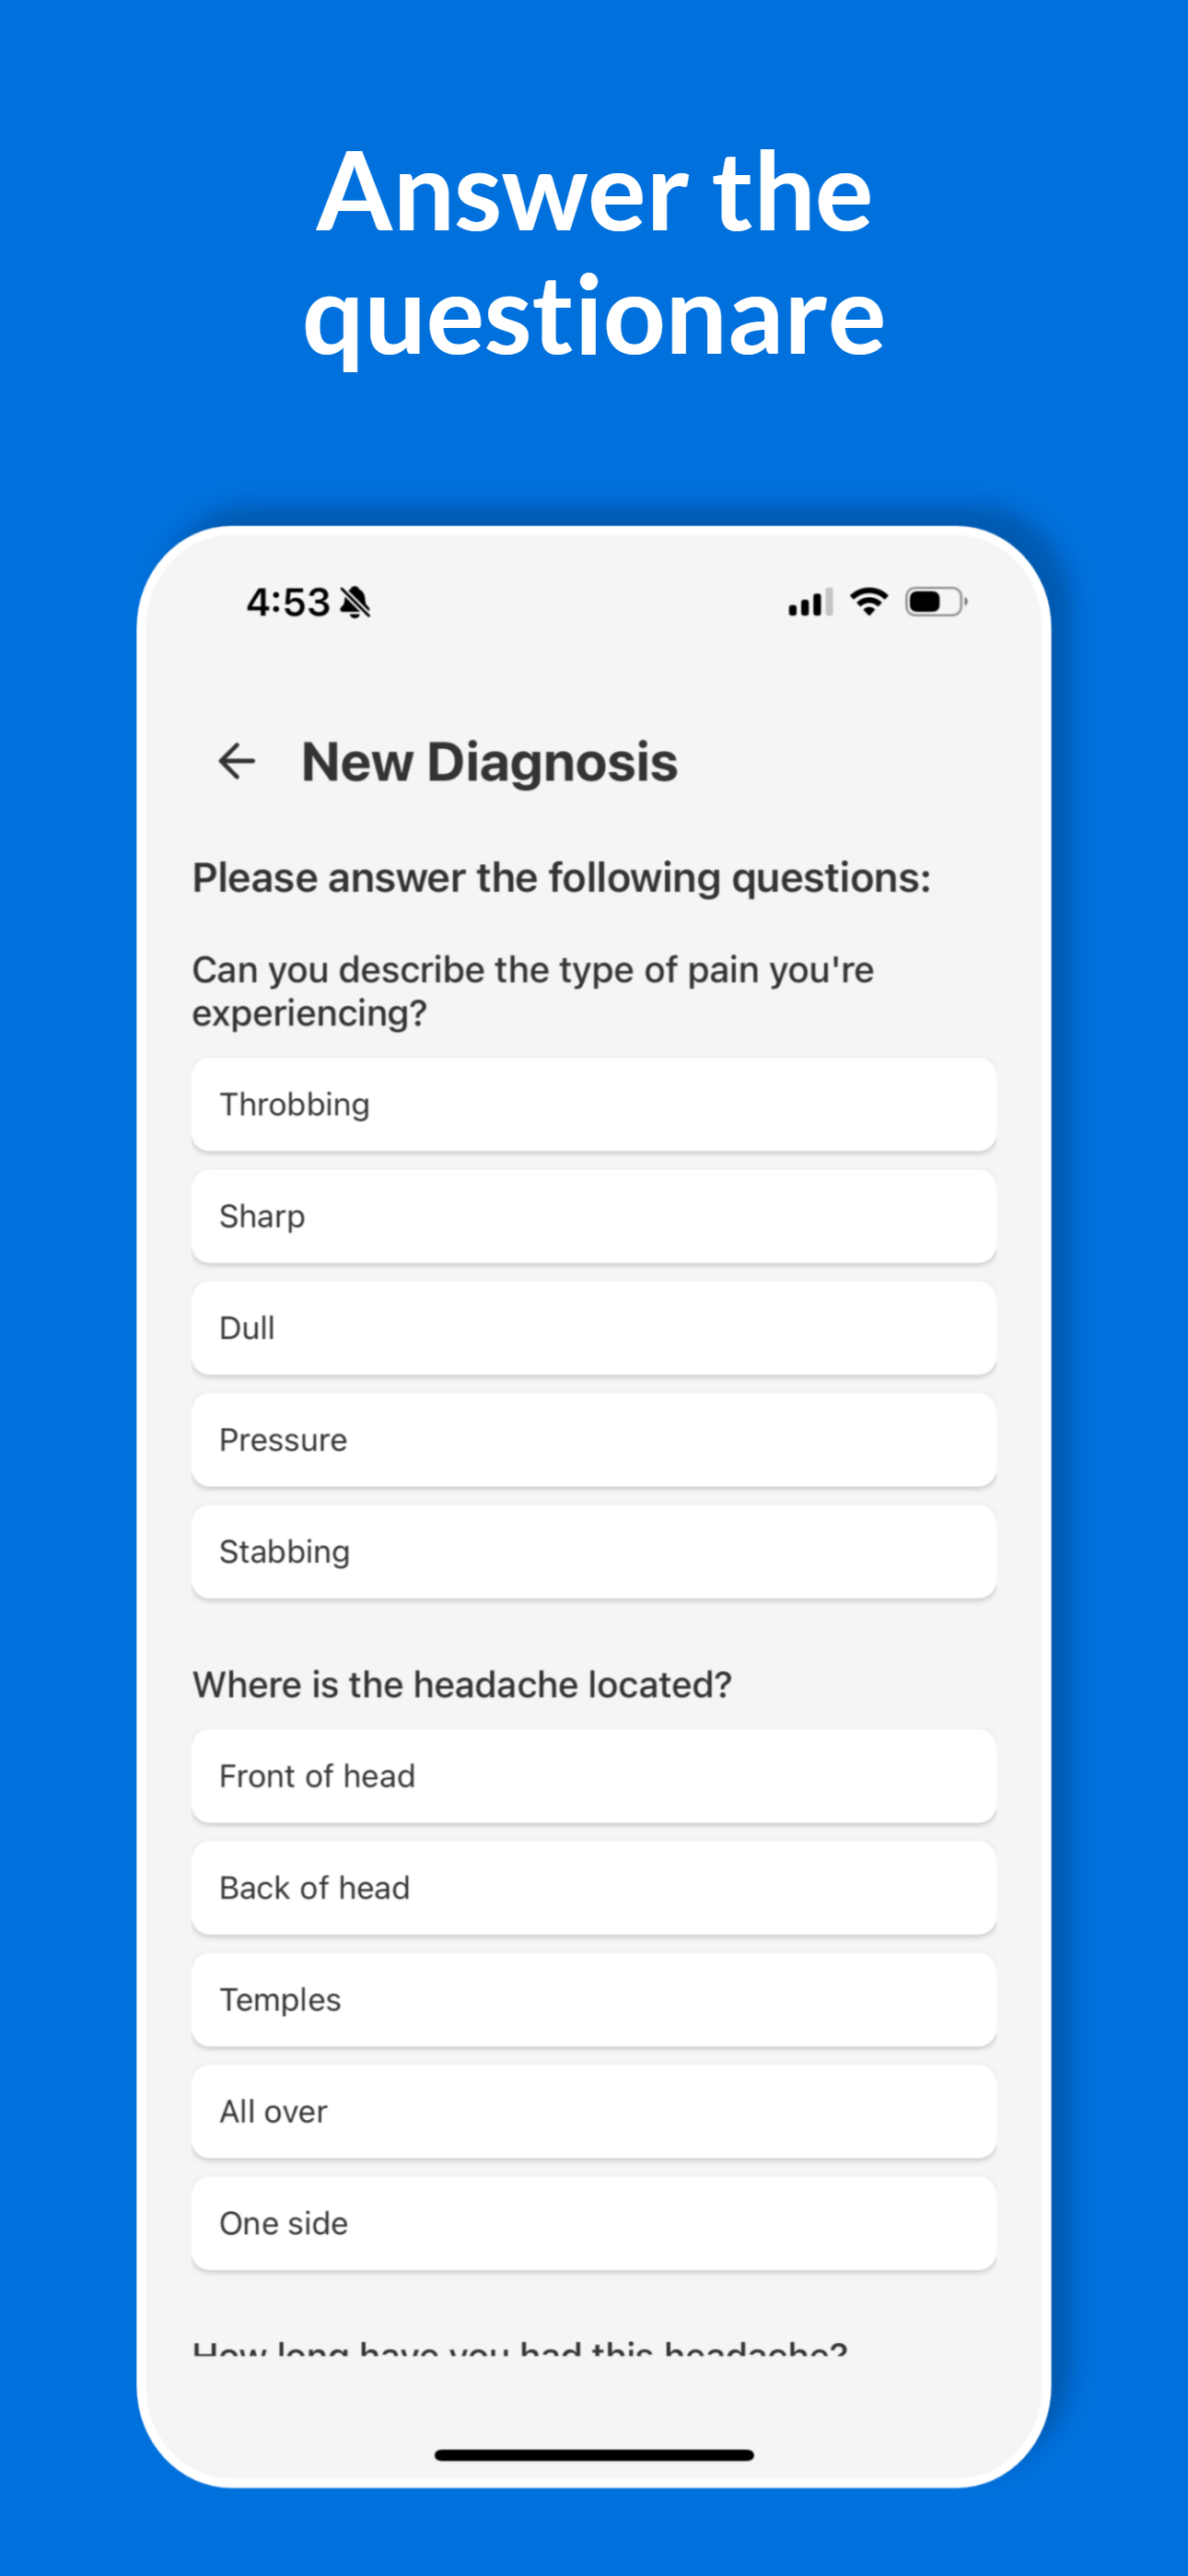 Answer the
questionare
4:53
New Diagnosis
Please answer the following questions:
Can you describe the type of pain you're
experiencing?
Throbbing
Sharp
Dull
Pressure
Stabbing
Where is the headache located?
Front of head
Back of head
Temples
All over
One side
How long have you had this headache?